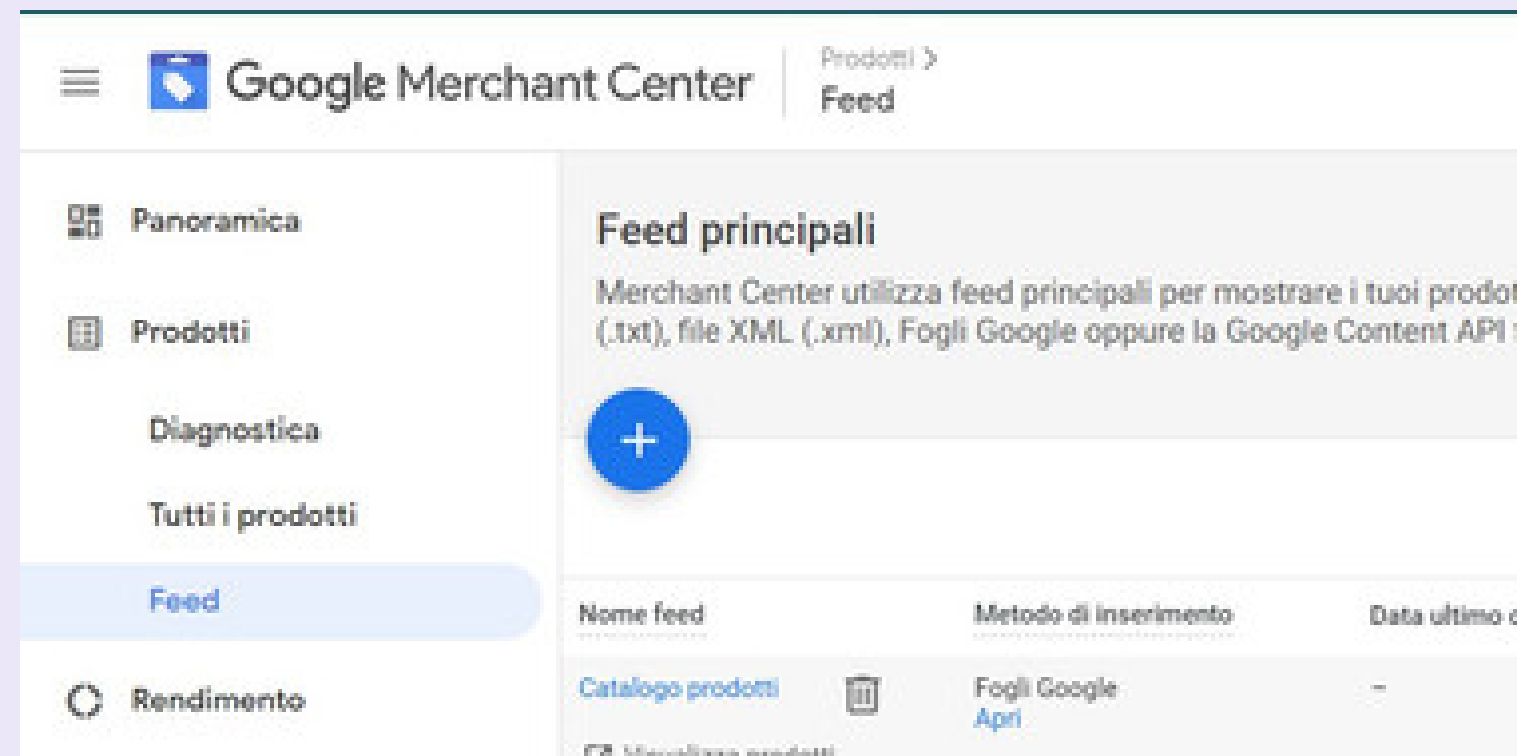 Google Merchant Center
Prodotti >
Feed
Panoramica
Prodotti
Diagnostica
Tutti i prodotti
Feed
Rendimento
Feed principali
Merchant Center utilizza feed principali per mostrare i tuoi prodot
(.txt), file XML (.xml), Fogli Google oppure la Google Content API
Nome feed
Metodo di inserimento
Data ultimo
Catalogo prodotti
Fogli Google
–
Apri
Visualizza prodotti